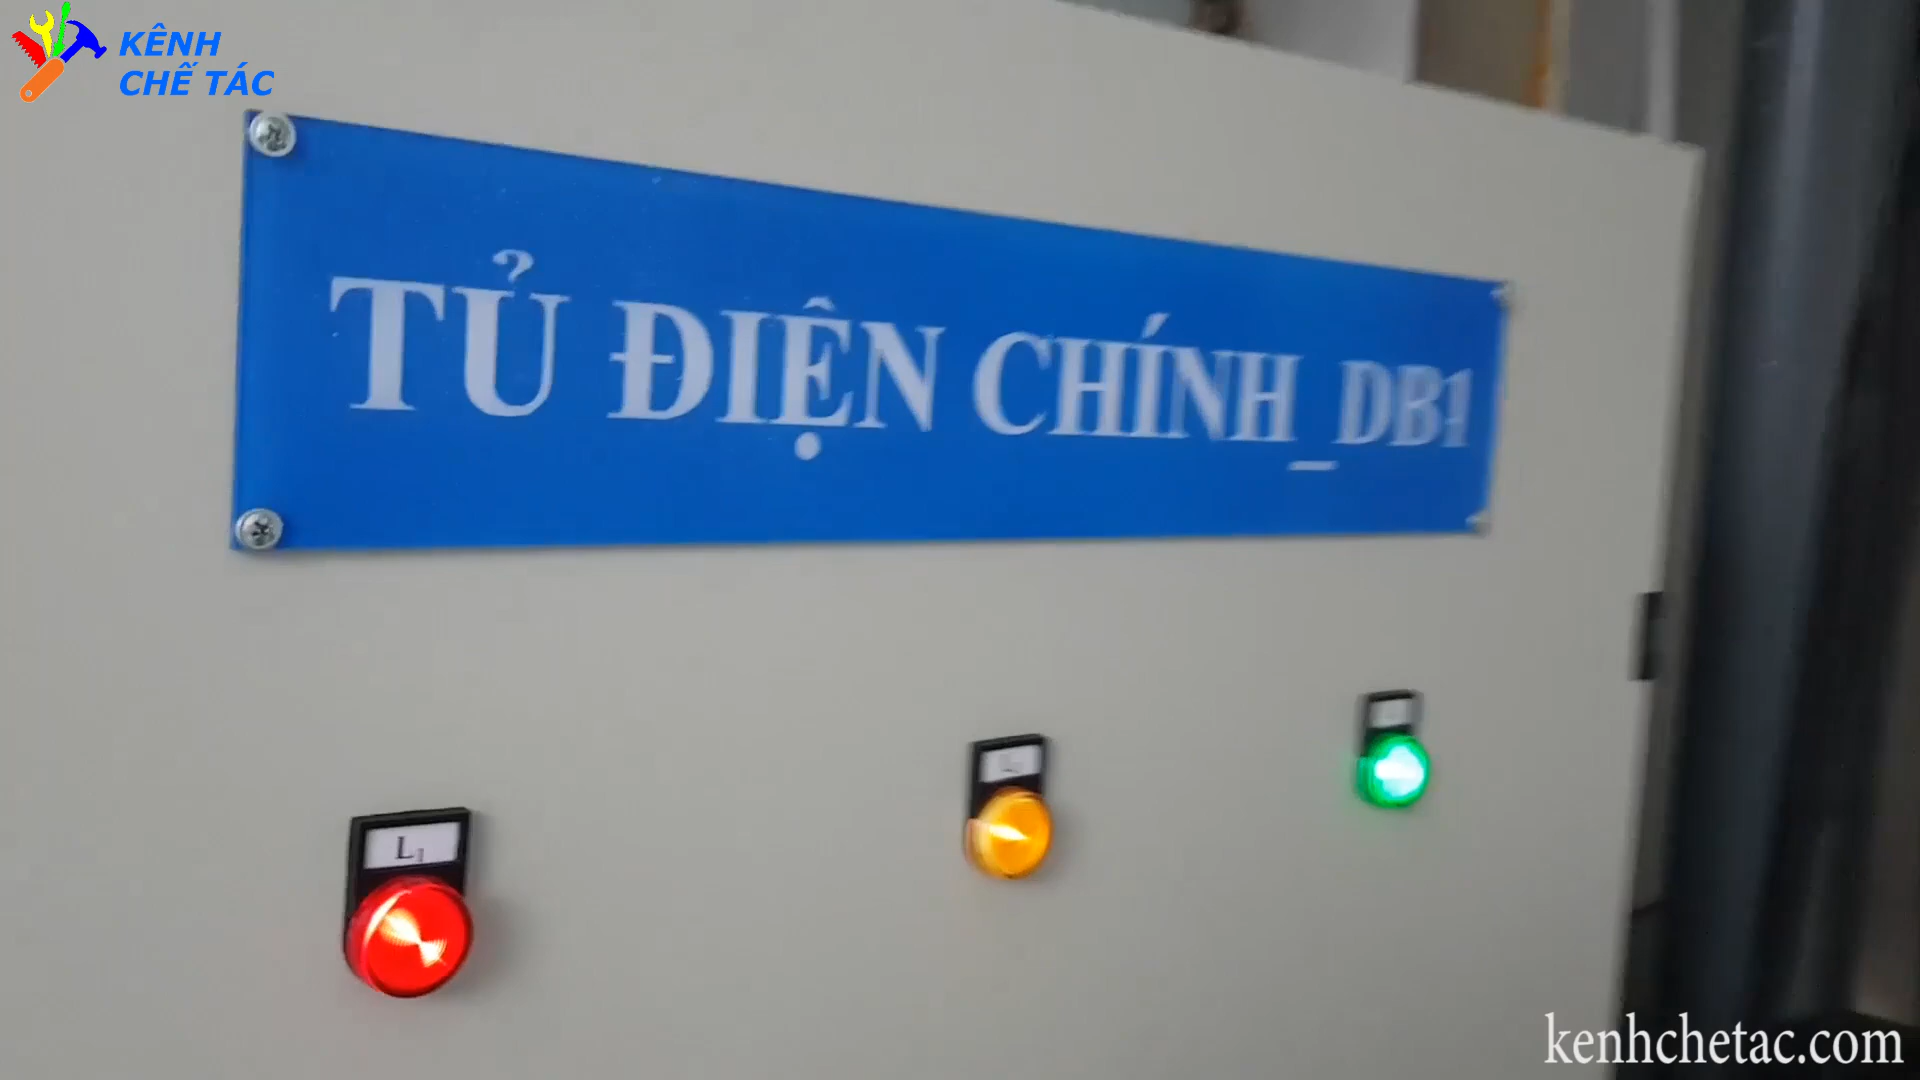 KÊNH
CHẾ TÁC
TỦ ĐIỆN CHÍNH_DB1
L₁
kenhchetac.com